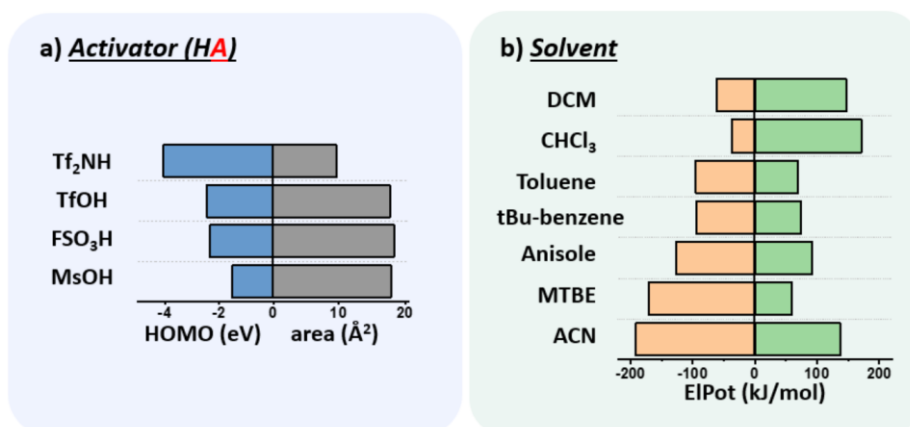 a) Activator (HA)
Tf₂NH
TfOH
FSO₃H
MsOH
-4 -2 0 10 20
HOMO (eV) area (Å²)
b) Solvent
DCM
CHCl₃
Toluene
tBu-benzene
Anisole
MTBE
ACN
-200 -100 0 100 200
ElPot (kJ/mol)